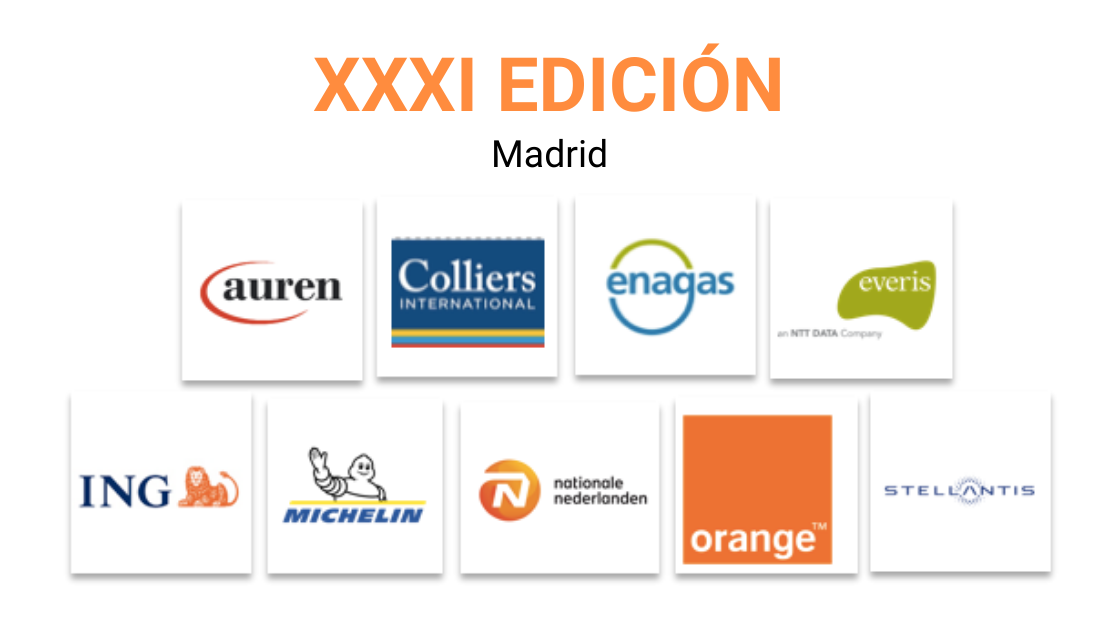 XXXI EDICIÓN
Madrid
auren
Colliers
INTERNATIONAL
enagas
everis
an NTT DATA Company
ING
MICHELIN
nationale
nederlanden
orange™
STELLANTIS